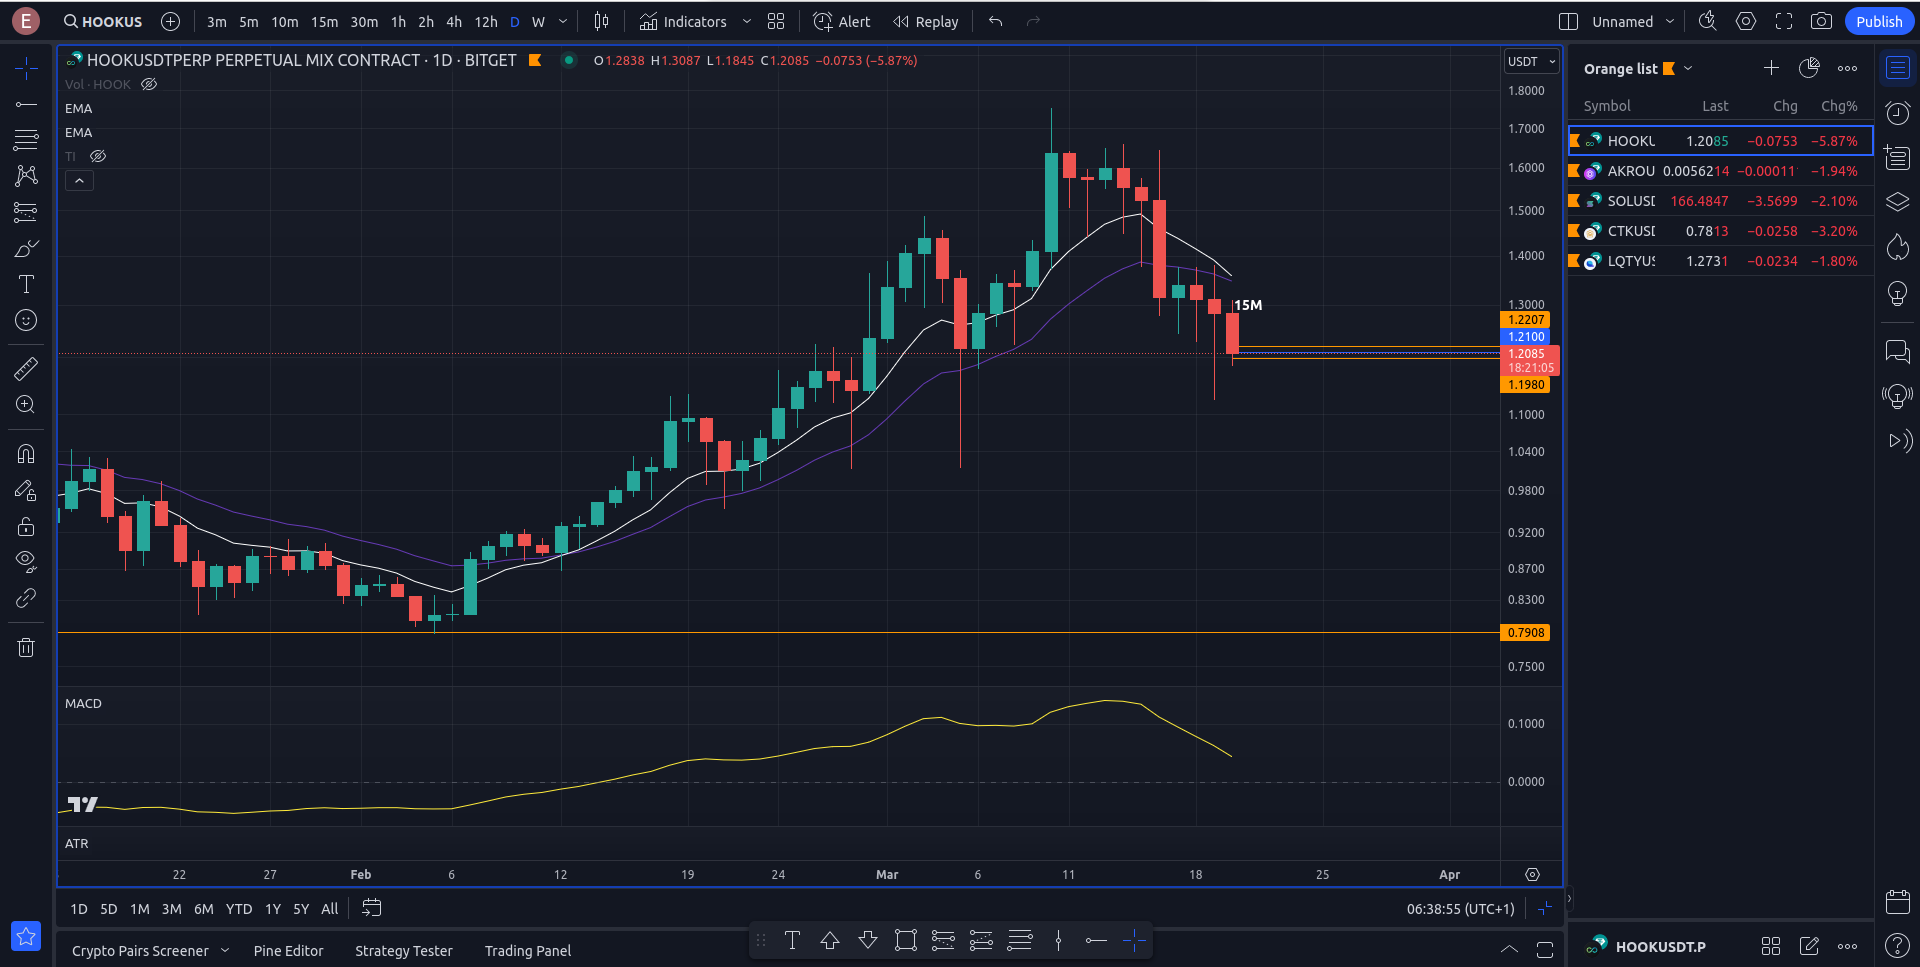 E HOOKUS 3m 5m 10m 15m 30m 1h 2h 4h 12h D W Indicators Alert Replay Unnamed Publish
HOOKUSDTPERP PERPETUAL MIX CONTRACT · 1D · BITGET O1.2838 H1.3087 L1.1845 C1.2085 −0.0753 (−5.87%)
Vol · HOOK
EMA
EMA
TI
15M
USDT
1.8000
1.7000
1.6000
1.5000
1.4000
1.3000
1.2207
1.2100
1.2085
18:21:05
1.1980
1.1000
1.0400
0.9800
0.9200
0.8700
0.8300
0.7908
0.7500
MACD
0.1000
0.0000
ATR
22 27 Feb 6 12 19 24 Mar 6 11 18 25 Apr
1D 5D 1M 3M 6M YTD 1Y 5Y All 06:38:55 (UTC+1)
Crypto Pairs Screener Pine Editor Strategy Tester Trading Panel
Orange list
Symbol Last Chg Chg%
HOOKU 1.2085 −0.0753 −5.87%
AKROU 0.0056214 −0.00011 −1.94%
SOLUSD 166.4847 −3.5699 −2.10%
CTKUSD 0.7813 −0.0258 −3.20%
LQTYUS 1.2731 −0.0234 −1.80%
HOOKUSDT.P